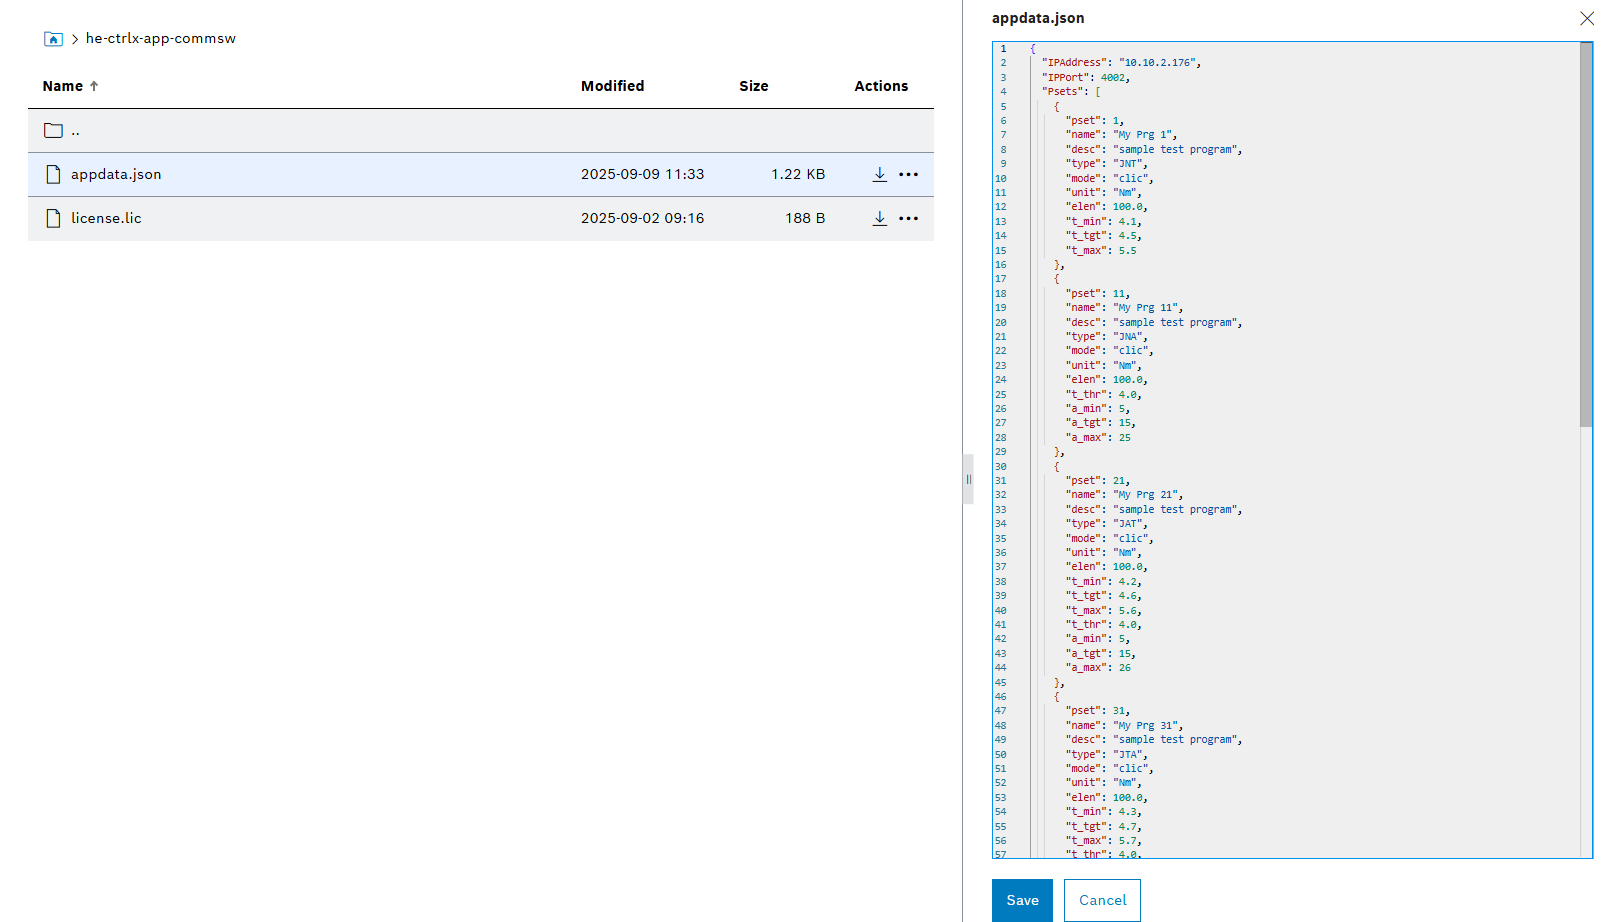 he-ctrlx-app-commsw
Name Modified Size Actions
..
appdata.json 2025-09-09 11:33 1.22 KB
license.lic 2025-09-02 09:16 188 B
appdata.json
1 {
2 "IPAddress": "10.10.2.176",
3 "IPPort": 4002,
4 "Psets": [
5 {
6 "pset": 1,
7 "name": "My Prg 1",
8 "desc": "sample test program",
9 "type": "JNT",
10 "mode": "clic",
11 "unit": "Nm",
12 "elen": 100.0,
13 "t_min": 4.1,
14 "t_tgt": 4.5,
15 "t_max": 5.5
16 },
17 {
18 "pset": 11,
19 "name": "My Prg 11",
20 "desc": "sample test program",
21 "type": "JNA",
22 "mode": "clic",
23 "unit": "Nm",
24 "elen": 100.0,
25 "t_thr": 4.0,
26 "a_min": 5,
27 "a_tgt": 15,
28 "a_max": 25
29 },
30 {
31 "pset": 21,
32 "name": "My Prg 21",
33 "desc": "sample test program",
34 "type": "JAT",
35 "mode": "clic",
36 "unit": "Nm",
37 "elen": 100.0,
38 "t_min": 4.2,
39 "t_tgt": 4.6,
40 "t_max": 5.6,
41 "t_thr": 4.0,
42 "a_min": 5,
43 "a_tgt": 15,
44 "a_max": 26
45 },
46 {
47 "pset": 31,
48 "name": "My Prg 31",
49 "desc": "sample test program",
50 "type": "JTA",
51 "mode": "clic",
52 "unit": "Nm",
53 "elen": 100.0,
54 "t_min": 4.3,
55 "t_tgt": 4.7,
56 "t_max": 5.7,
57 "t_thr": 4.0,
Save Cancel